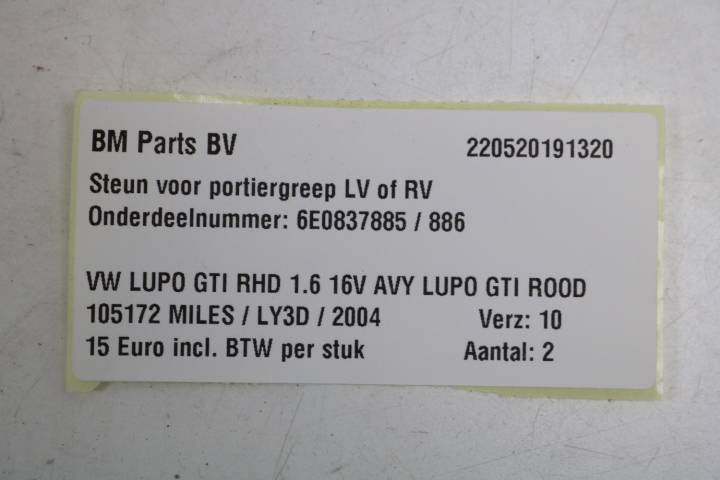 BM Parts BV 220520191320
Steun voor portiergreep LV of RV
Onderdeelnummer: 6E0837885 / 886
VW LUPO GTI RHD 1.6 16V AVY LUPO GTI ROOD
105172 MILES / LY3D / 2004 Verz: 10
15 Euro incl. BTW per stuk Aantal: 2